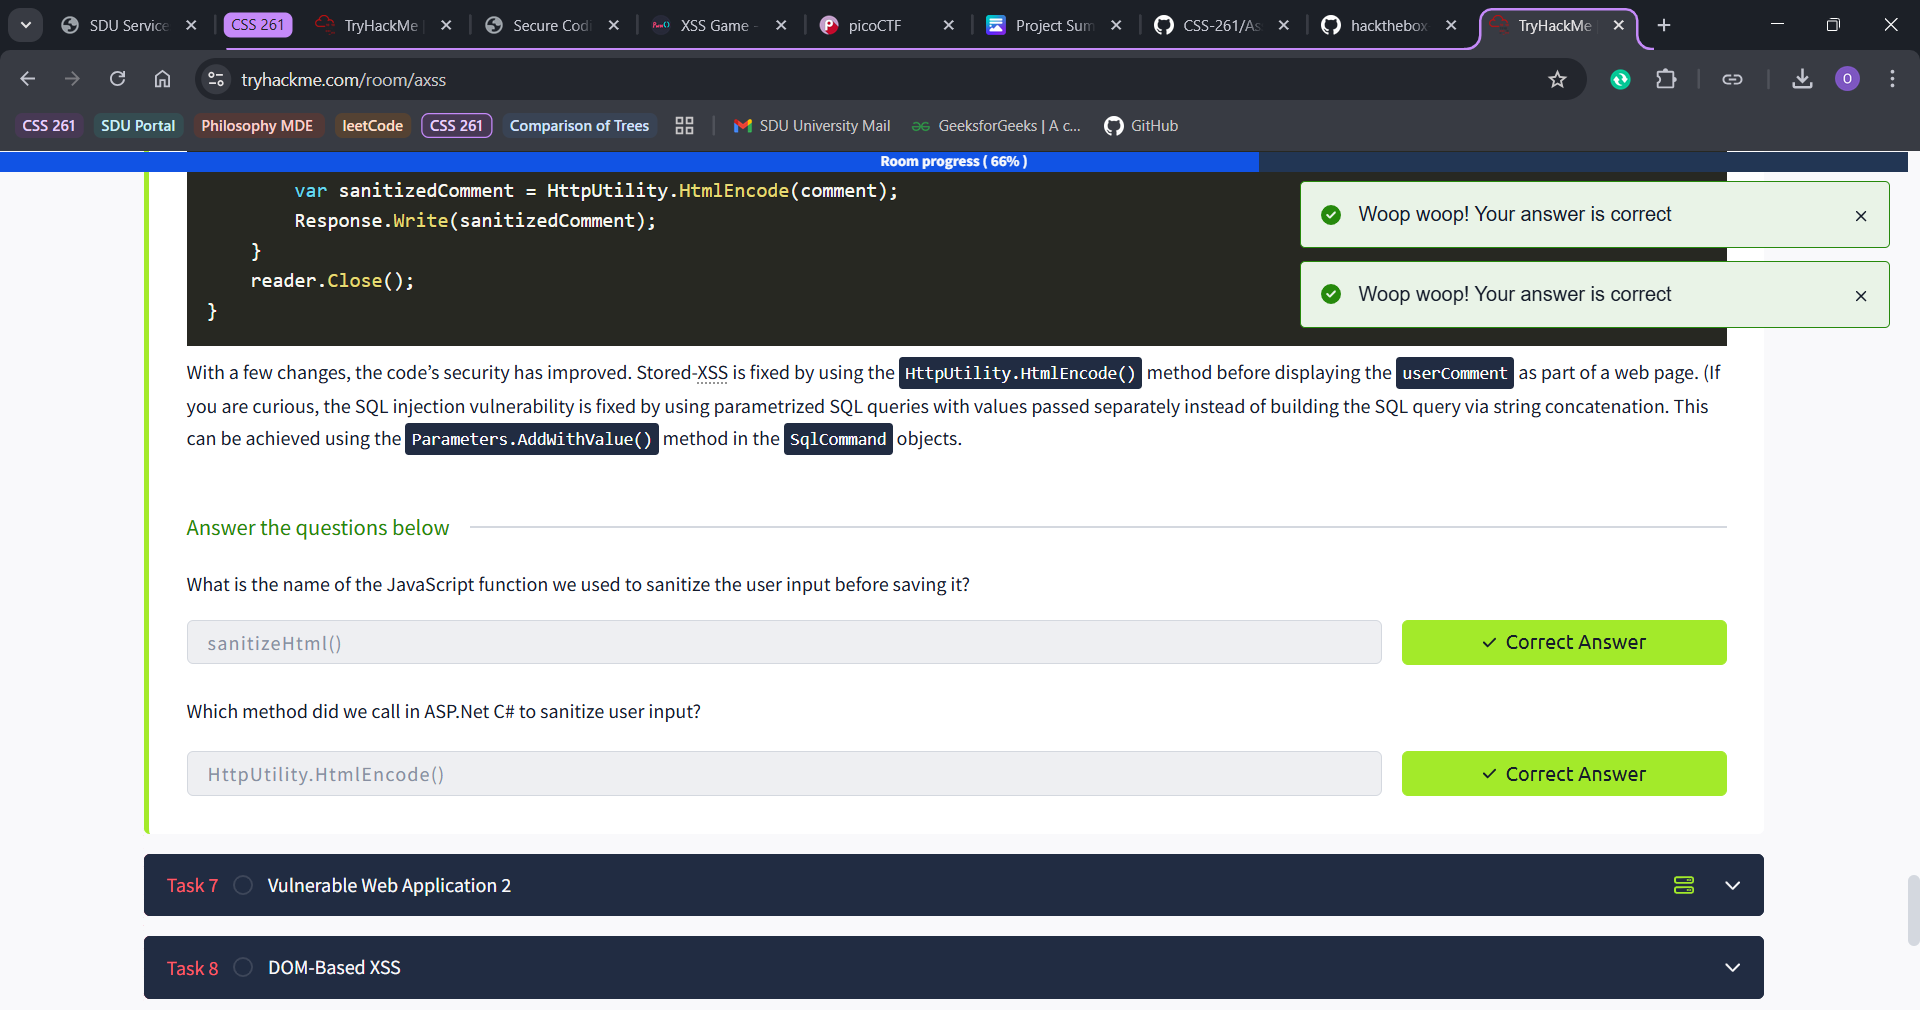 SDU Service
CSS 261
TryHackMe
Secure Codi
XSS Game -
picoCTF
Project Sum
CSS-261/As
hackthebox
TryHackMe
tryhackme.com/room/axss
O
CSS 261
SDU Portal
Philosophy MDE
leetCode
CSS 261
Comparison of Trees
SDU University Mail
GeeksforGeeks | A c...
GitHub
Room progress ( 66% )
var sanitizedComment = HttpUtility.HtmlEncode(comment);
Response.Write(sanitizedComment);
}
reader.Close();
}
Woop woop! Your answer is correct
Woop woop! Your answer is correct
With a few changes, the code’s security has improved. Stored-XSS is fixed by using the HttpUtility.HtmlEncode() method before displaying the userComment as part of a web page. (If
you are curious, the SQL injection vulnerability is fixed by using parametrized SQL queries with values passed separately instead of building the SQL query via string concatenation. This
can be achieved using the Parameters.AddWithValue() method in the SqlCommand objects.
Answer the questions below
What is the name of the JavaScript function we used to sanitize the user input before saving it?
sanitizeHtml()
Correct Answer
Which method did we call in ASP.Net C# to sanitize user input?
HttpUtility.HtmlEncode()
Correct Answer
Task 7 Vulnerable Web Application 2
Task 8 DOM-Based XSS